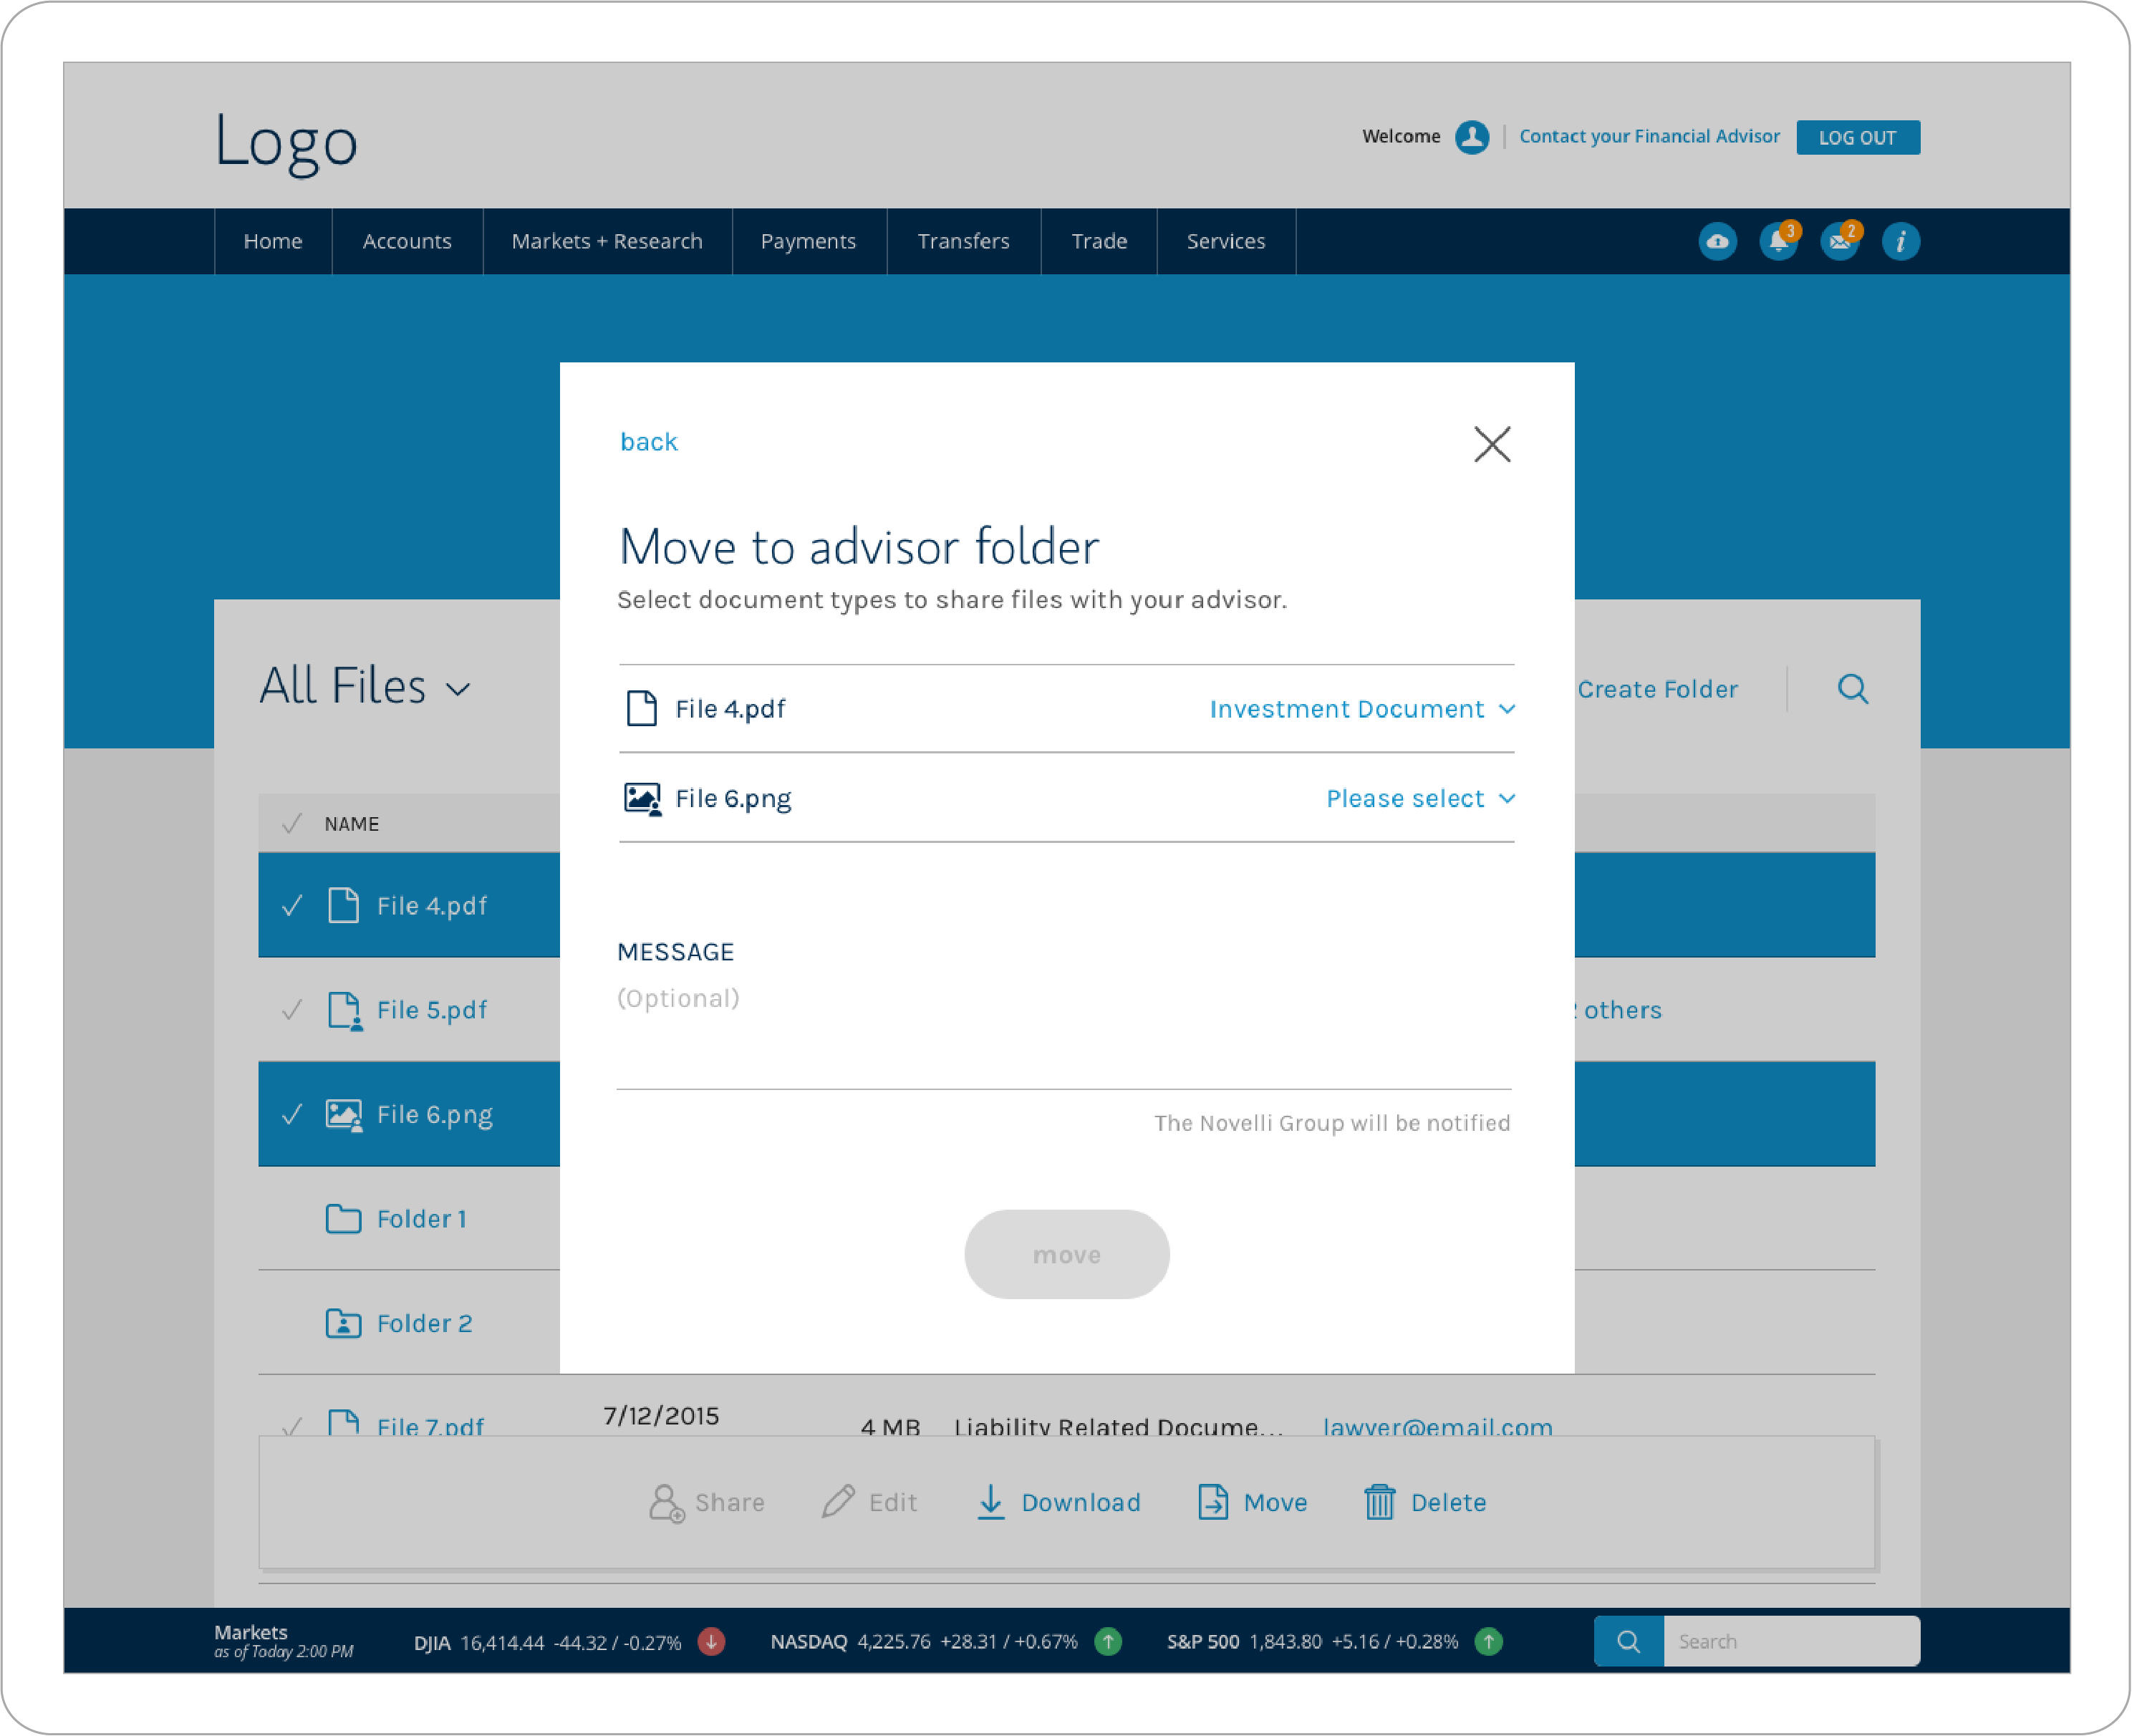 Logo
Welcome
Contact your Financial Advisor
LOG OUT
Home
Accounts
Markets + Research
Payments
Transfers
Trade
Services
3
2
i
back
Move to advisor folder
Select document types to share files with your advisor.
File 4.pdf
Investment Document
File 6.png
Please select
MESSAGE
(Optional)
The Novelli Group will be notified
move
All Files
Create Folder
NAME
File 4.pdf
File 5.pdf
2 others
File 6.png
Folder 1
Folder 2
File 7.pdf
7/12/2015
4 MB
Liability Related Docume...
lawyer@email.com
Share
Edit
Download
Move
Delete
Markets
as of Today 2:00 PM
DJIA 16,414.44 -44.32 / -0.27%
NASDAQ 4,225.76 +28.31 / +0.67%
S&P 500 1,843.80 +5.16 / +0.28%
Search